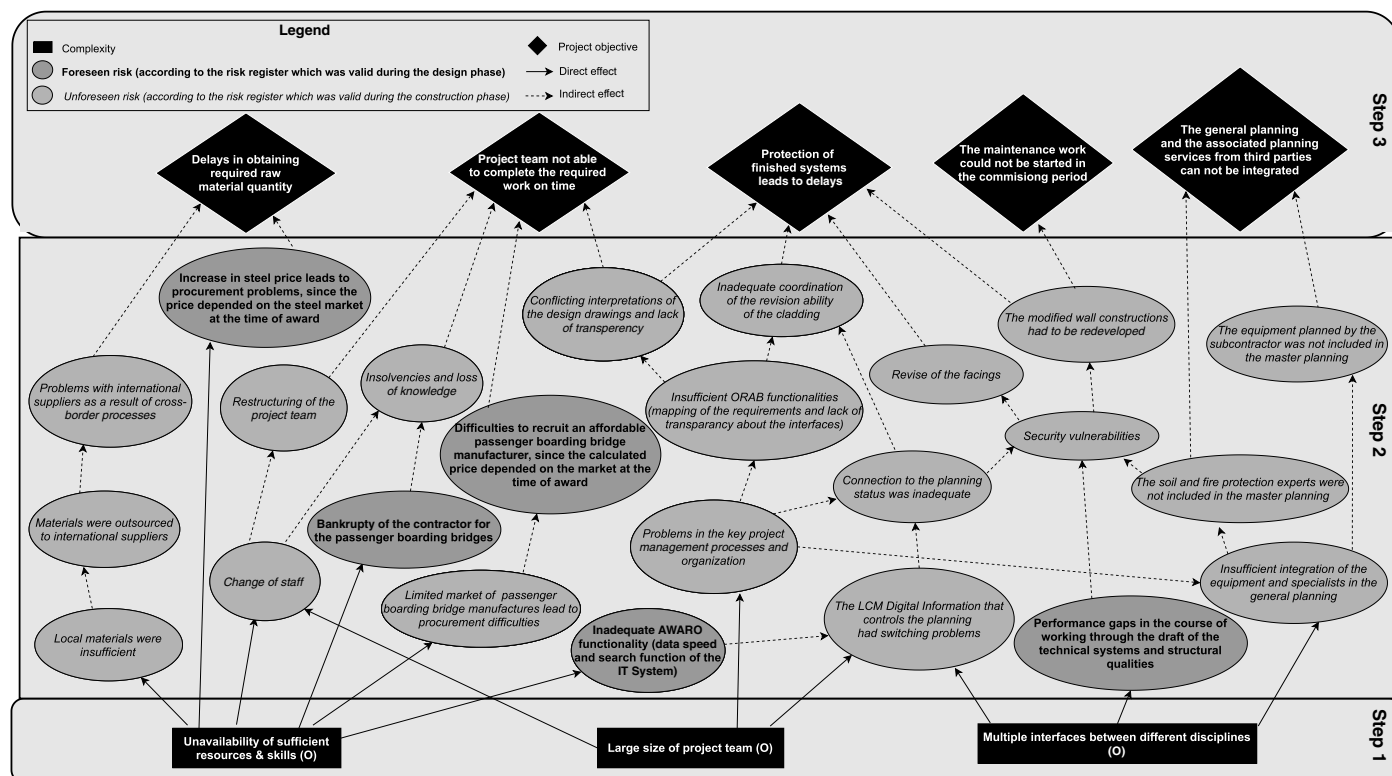 Legend
Complexity
Project objective
Foreseen risk (according to the risk register which was valid during the design phase)
Direct effect
Unforeseen risk (according to the risk register which was valid during the construction phase)
Indirect effect
Step 3
Delays in obtaining
required raw
material quantity
Project team not able
to complete the required
work on time
Protection of
finished systems
leads to delays
The maintenance work
could not be started in
the commisiong period
The general planning
and the associated planning
services from third parties
can not be integrated
Step 2
Increase in steel price leads to
procurement problems, since the
price depended on the steel market
at the time of award
Conflicting interpretations of
the design drawings and lack
of transperency
Inadequate coordination
of the revision ability
of the cladding
The modified wall constructions
had to be redeveloped
The equipment planned by the
subcontractor was not included in
the master planning
Problems with international
suppliers as a result of cross-
border processes
Restructuring of the
project team
Insolvencies and loss
of knowledge
Difficulties to recruit an affordable
passenger boarding bridge
manufacturer, since the calculated
price depended on the market at the
time of award
Insufficient ORAB functionalities
(mapping of the requirements and lack of
transparancy about the interfaces)
Revise of the facings
Security vulnerabilities
Materials were outsourced
to international suppliers
Bankrupty of the contractor for
the passenger boarding bridges
Connection to the planning
status was inadequate
The soil and fire protection experts were
not included in the master planning
Problems in the key project
management processes and
organization
Change of staff
Limited market of passenger
boarding bridge manufactures lead to
procurement difficulties
Insufficient integration of the
equipment and specialists in the
general planning
Local materials were
insufficient
Inadequate AWARO
functionality (data speed
and search function of the
IT System)
The LCM Digital Information that
controls the planning
had switching problems
Performance gaps in the course of
working through the draft of the
technical systems and structural
qualities
Step 1
Unavailability of sufficient
resources & skills (O)
Large size of project team (O)
Multiple interfaces between different disciplines
(O)